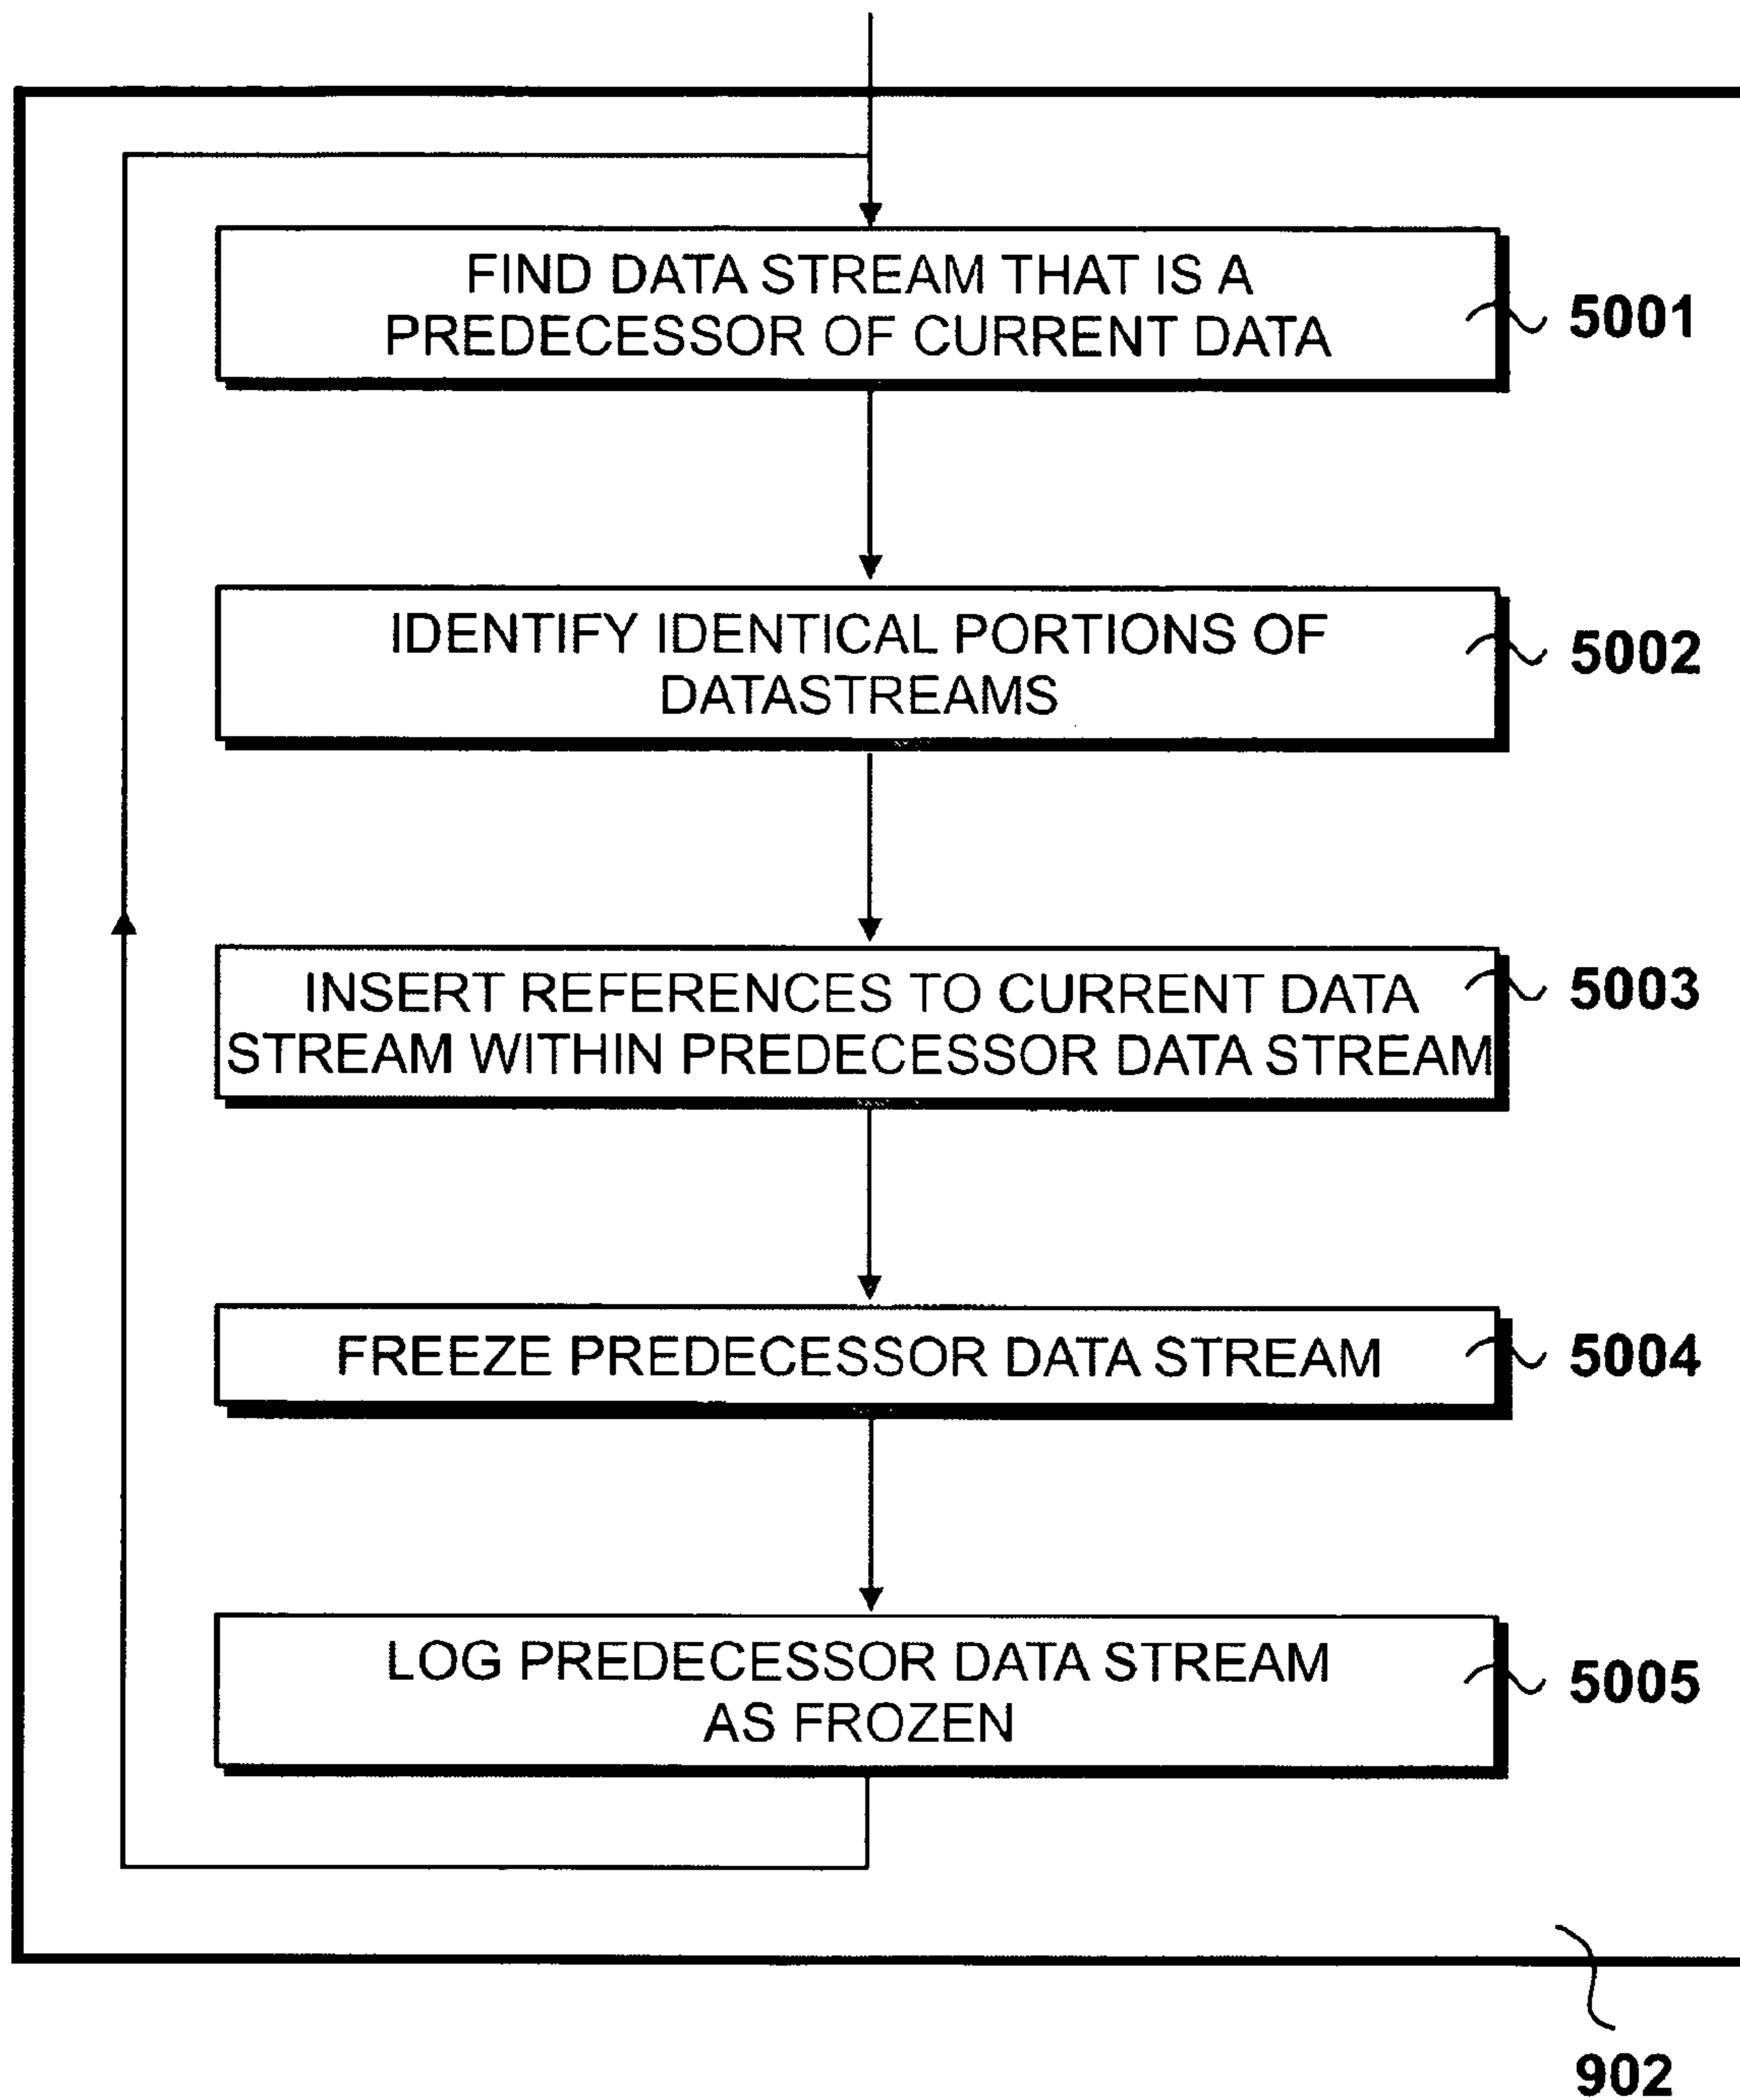 FIND DATA STREAM THAT IS A
PREDECESSOR OF CURRENT DATA
5001
IDENTIFY IDENTICAL PORTIONS OF
DATASTREAMS
5002
INSERT REFERENCES TO CURRENT DATA
STREAM WITHIN PREDECESSOR DATA STREAM
5003
FREEZE PREDECESSOR DATA STREAM
5004
LOG PREDECESSOR DATA STREAM
AS FROZEN
5005
902